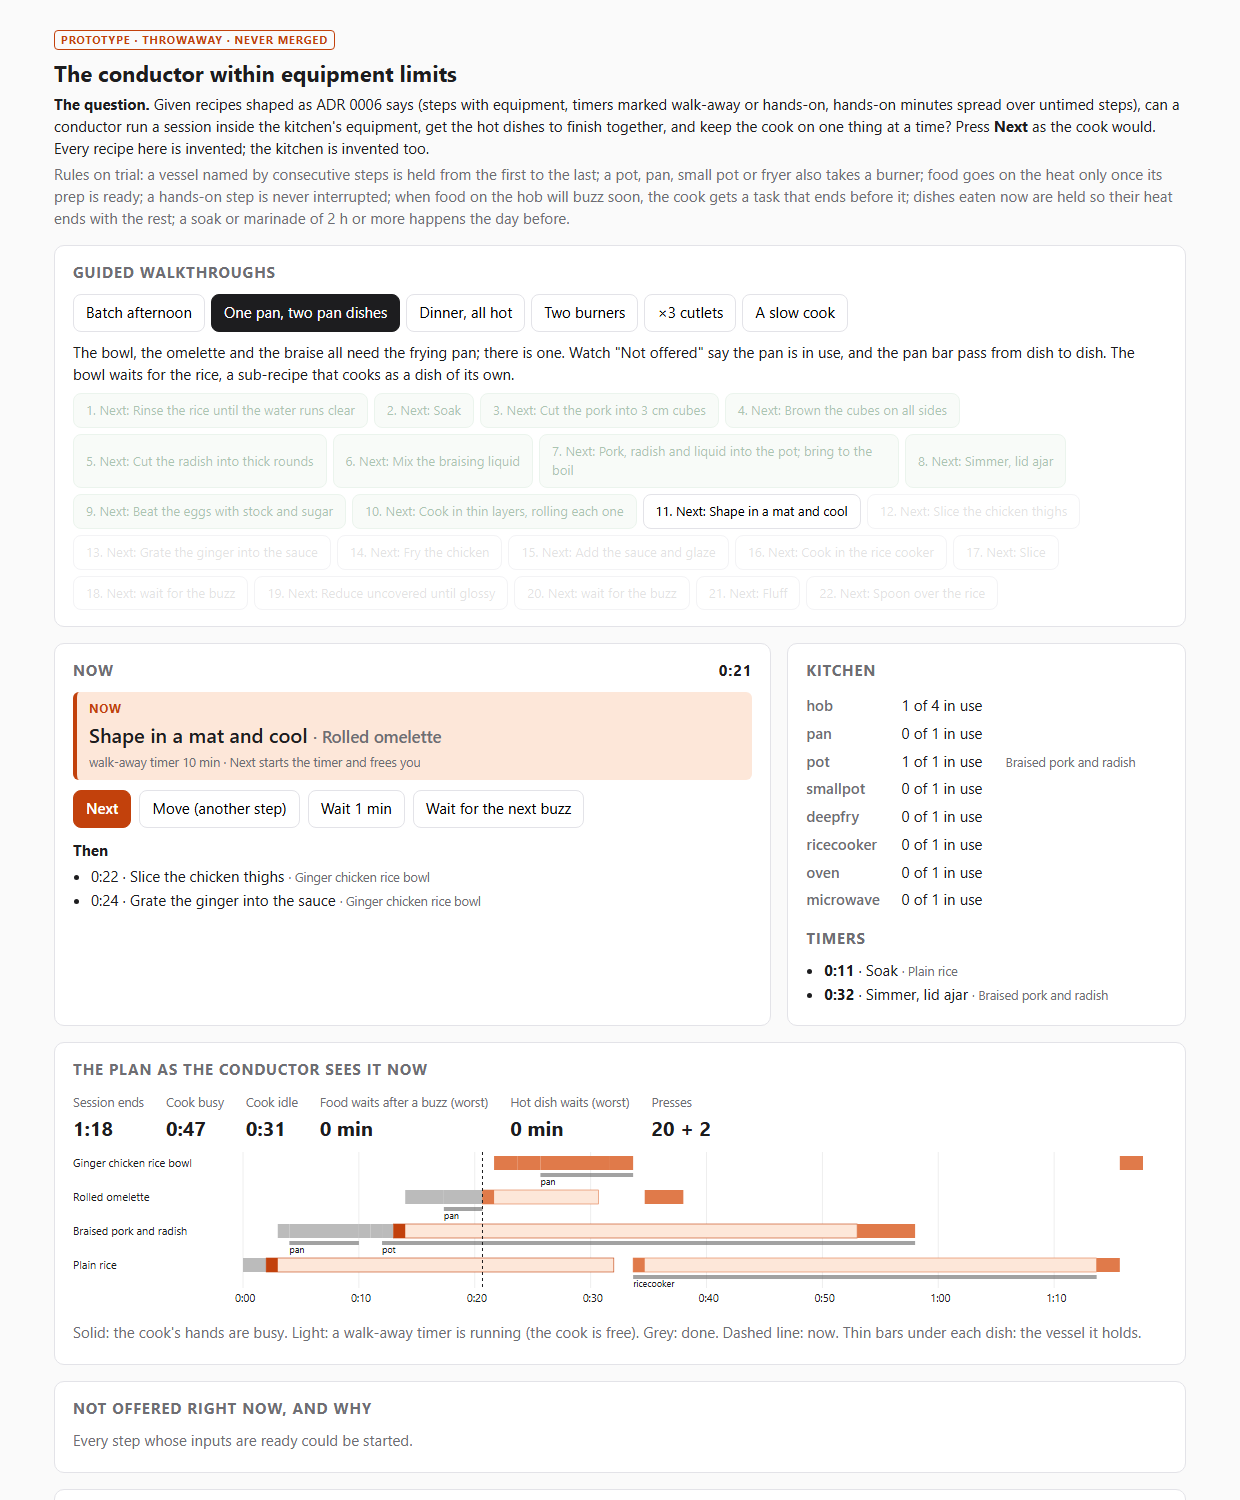 PROTOTYPE · THROWAWAY · NEVER MERGED
The conductor within equipment limits
The question. Given recipes shaped as ADR 0006 says (steps with equipment, timers marked walk-away or hands-on, hands-on minutes spread over untimed steps), can a
conductor run a session inside the kitchen's equipment, get the hot dishes to finish together, and keep the cook on one thing at a time? Press Next as the cook would.
Every recipe here is invented; the kitchen is invented too.
Rules on trial: a vessel named by consecutive steps is held from the first to the last; a pot, pan, small pot or fryer also takes a burner; food goes on the heat only once its
prep is ready; a hands-on step is never interrupted; when food on the hob will buzz soon, the cook gets a task that ends before it; dishes eaten now are held so their heat
ends with the rest; a soak or marinade of 2 h or more happens the day before.
GUIDED WALKTHROUGHS
Batch afternoon
One pan, two pan dishes
Dinner, all hot
Two burners
×3 cutlets
A slow cook
The bowl, the omelette and the braise all need the frying pan; there is one. Watch "Not offered" say the pan is in use, and the pan bar pass from dish to dish. The
bowl waits for the rice, a sub-recipe that cooks as a dish of its own.
1. Next: Rinse the rice until the water runs clear
2. Next: Soak
3. Next: Cut the pork into 3 cm cubes
4. Next: Brown the cubes on all sides
5. Next: Cut the radish into thick rounds
6. Next: Mix the braising liquid
7. Next: Pork, radish and liquid into the pot; bring to the
boil
8. Next: Simmer, lid ajar
9. Next: Beat the eggs with stock and sugar
10. Next: Cook in thin layers, rolling each one
11. Next: Shape in a mat and cool
12. Next: Slice the chicken thighs
13. Next: Grate the ginger into the sauce
14. Next: Fry the chicken
15. Next: Add the sauce and glaze
16. Next: Cook in the rice cooker
17. Next: Slice
18. Next: wait for the buzz
19. Next: Reduce uncovered until glossy
20. Next: wait for the buzz
21. Next: Fluff
22. Next: Spoon over the rice
NOW
0:21
NOW
Shape in a mat and cool · Rolled omelette
walk-away timer 10 min · Next starts the timer and frees you
Next
Move (another step)
Wait 1 min
Wait for the next buzz
Then
• 0:22 · Slice the chicken thighs · Ginger chicken rice bowl
• 0:24 · Grate the ginger into the sauce · Ginger chicken rice bowl
KITCHEN
hob 1 of 4 in use
pan 0 of 1 in use
pot 1 of 1 in use Braised pork and radish
smallpot 0 of 1 in use
deepfry 0 of 1 in use
ricecooker 0 of 1 in use
oven 0 of 1 in use
microwave 0 of 1 in use
TIMERS
• 0:11 · Soak · Plain rice
• 0:32 · Simmer, lid ajar · Braised pork and radish
THE PLAN AS THE CONDUCTOR SEES IT NOW
Session ends Cook busy Cook idle Food waits after a buzz (worst) Hot dish waits (worst) Presses
1:18 0:47 0:31 0 min 0 min 20 + 2
Ginger chicken rice bowl
pan
Rolled omelette
pan
Braised pork and radish
pan pot
Plain rice
ricecooker
0:00 0:10 0:20 0:30 0:40 0:50 1:00 1:10
Solid: the cook's hands are busy. Light: a walk-away timer is running (the cook is free). Grey: done. Dashed line: now. Thin bars under each dish: the vessel it holds.
NOT OFFERED RIGHT NOW, AND WHY
Every step whose inputs are ready could be started.